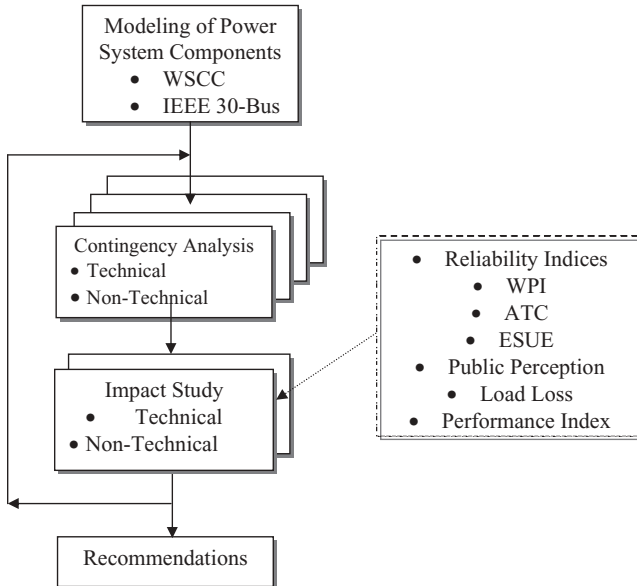 Modeling of Power
System Components
• WSCC
• IEEE 30-Bus
Contingency Analysis
• Technical
• Non-Technical
Impact Study
• Technical
• Non-Technical
Recommendations
• Reliability Indices
• WPI
• ATC
• ESUE
• Public Perception
• Load Loss
• Performance Index